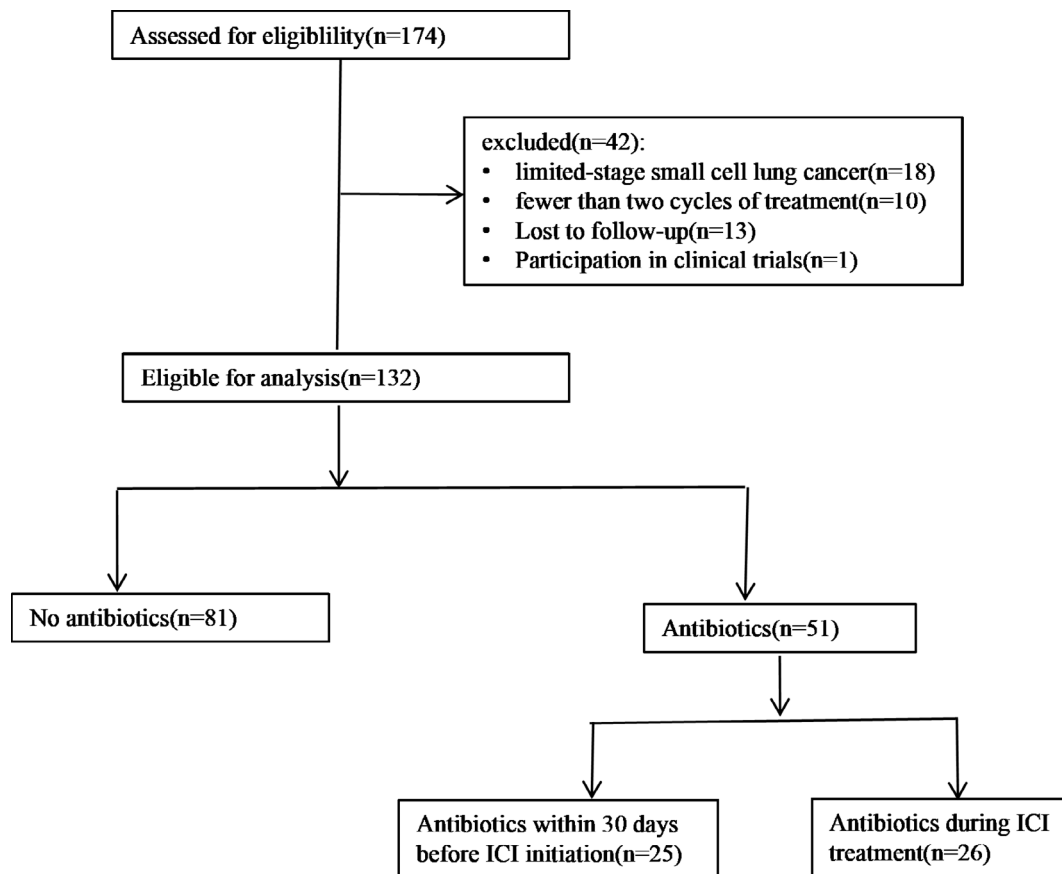 Assessed for eligiblility(n=174)
excluded(n=42):
• limited-stage small cell lung cancer(n=18)
• fewer than two cycles of treatment(n=10)
• Lost to follow-up(n=13)
• Participation in clinical trials(n=1)
Eligible for analysis(n=132)
No antibiotics(n=81)
Antibiotics(n=51)
Antibiotics within 30 days
before ICI initiation(n=25)
Antibiotics during ICI
treatment(n=26)